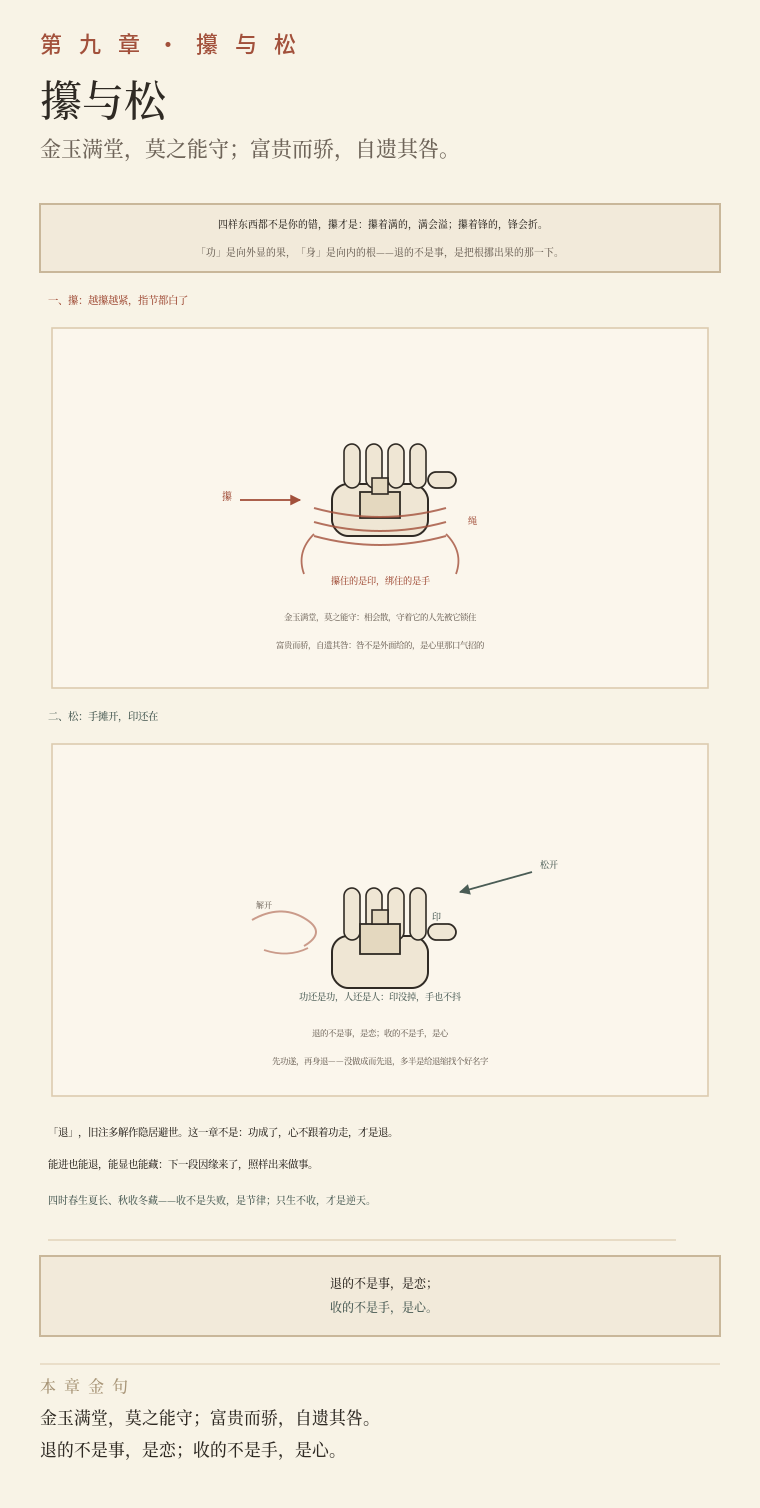 第九章·攥与松
攥与松
金玉满堂，莫之能守；富贵而骄，自遗其咎。
四样东西都不是你的错，攥才是：攥着满的，满会溢；攥着锋的，锋会折。
「功」是向外显的果，「身」是向内的根——退的不是事，是把根挪出果的那一下。
一、攥：越攥越紧，指节都白了
攥
绳
攥住的是印，绑住的是手
金玉满堂，莫之能守：相会散，守着它的人先被它锁住
富贵而骄，自遗其咎：咎不是外面给的，是心里那口气招的
二、松：手摊开，印还在
松开
解开
印
功还是功，人还是人：印没掉，手也不抖
退的不是事，是恋；收的不是手，是心
先功遂，再身退——没做成而先退，多半是给退缩找个好名字
「退」，旧注多解作隐居避世。这一章不是：功成了，心不跟着功走，才是退。
能进也能退，能显也能藏：下一段因缘来了，照样出来做事。
四时春生夏长、秋收冬藏——收不是失败，是节律；只生不收，才是逆天。
退的不是事，是恋；
收的不是手，是心。
本章金句
金玉满堂，莫之能守；富贵而骄，自遗其咎。
退的不是事，是恋；收的不是手，是心。